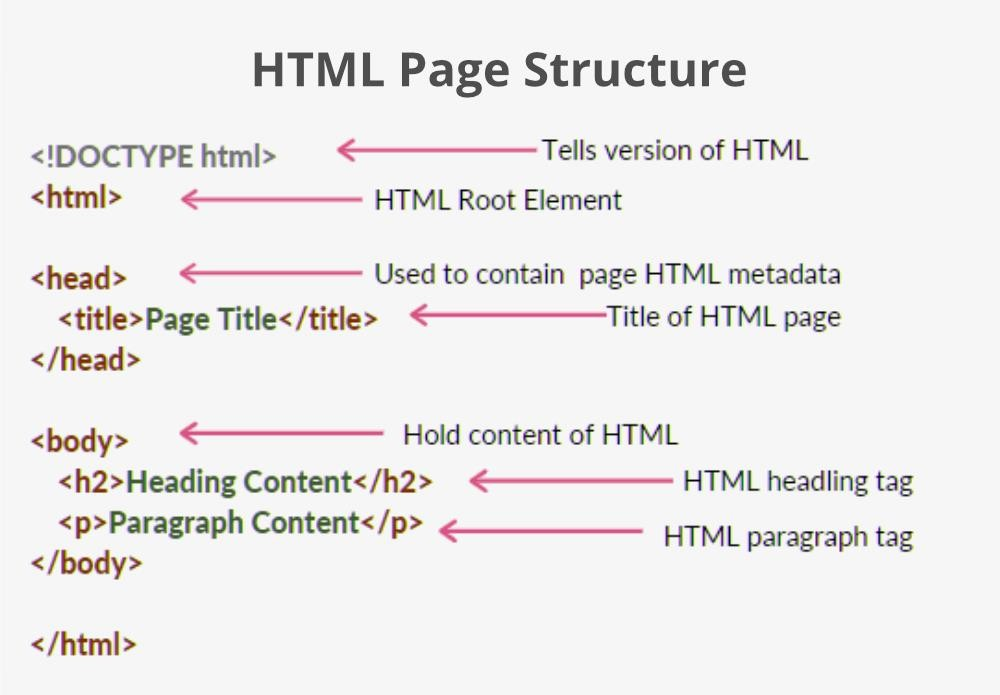 HTML Page Structure
<!DOCTYPE html> Tells version of HTML
<html> HTML Root Element
<head> Used to contain page HTML metadata
<title>Page Title</title> Title of HTML page
</head>
<body> Hold content of HTML
<h2>Heading Content</h2> HTML headling tag
<p>Paragraph Content</p> HTML paragraph tag
</body>
</html>